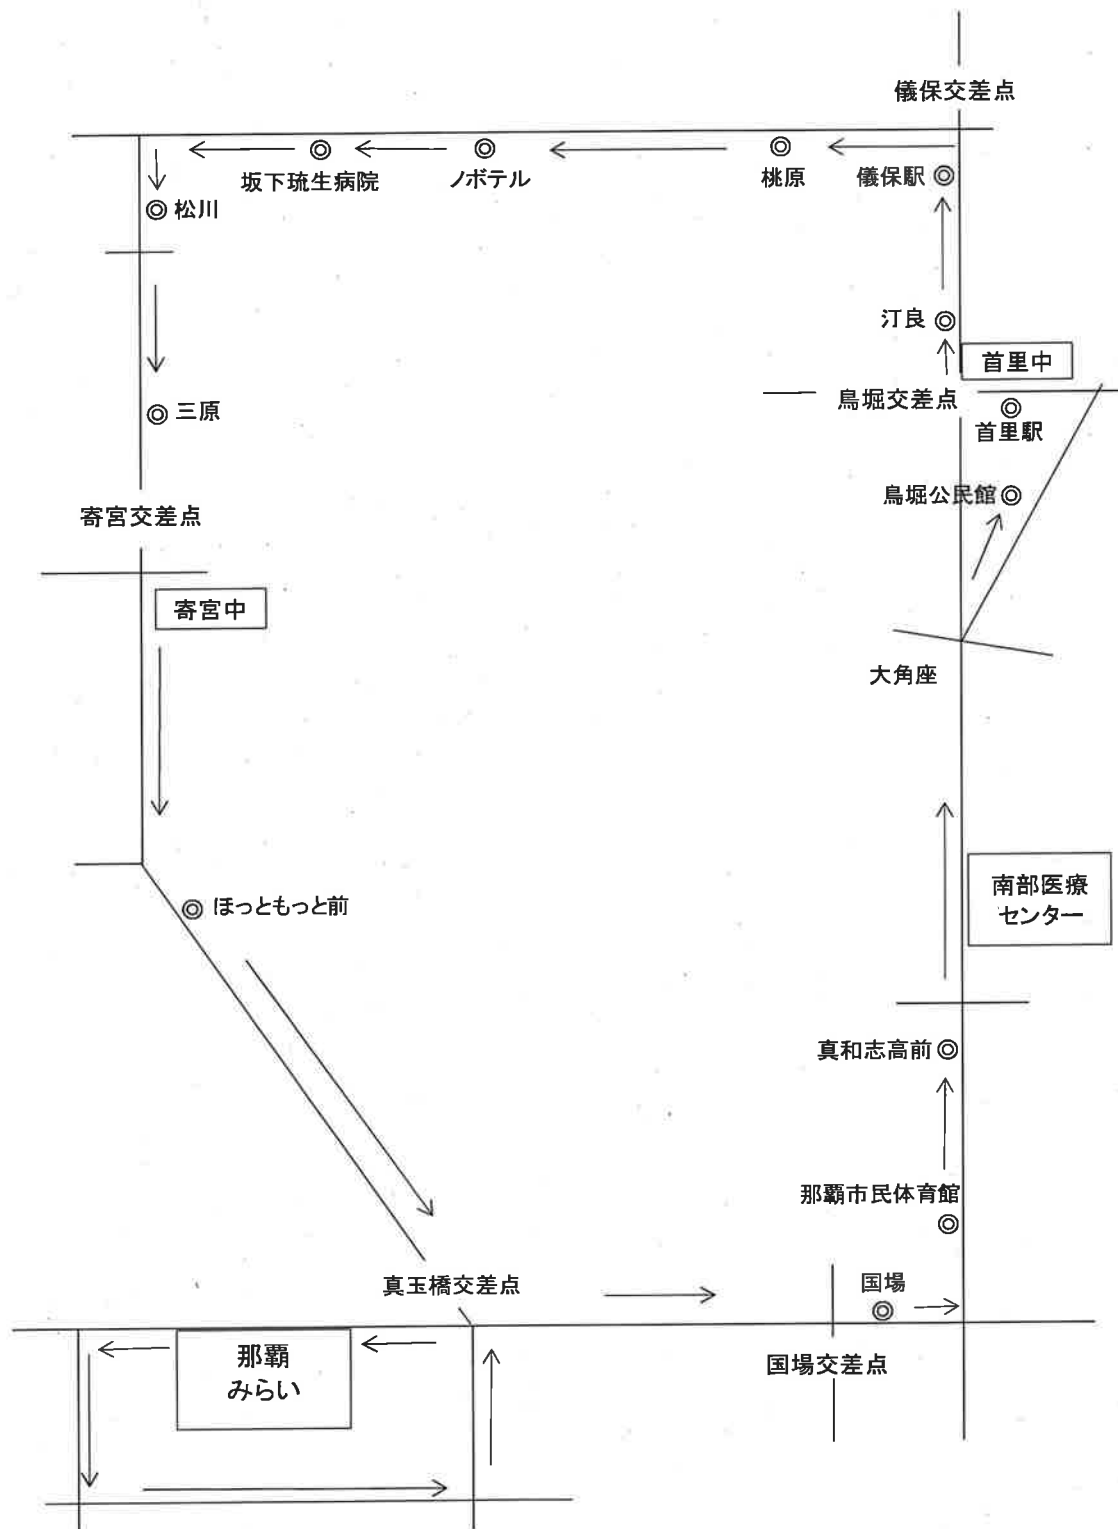 儀保交差点
坂下琉生病院
ノボテル
桃原
儀保駅
松川
汀良
首里中
三原
鳥堀交差点
首里駅
鳥堀公民館
寄宮交差点
寄宮中
大角座
南部医療
センター
ほっともっと前
真和志高前
那覇市民体育館
真玉橋交差点
国場
那覇
みらい
国場交差点